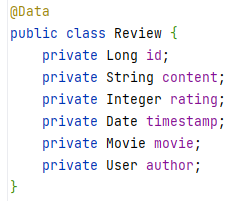 @Data
public class Review {
    private Long id;
    private String content;
    private Integer rating;
    private Date timestamp;
    private Movie movie;
    private User author;
}